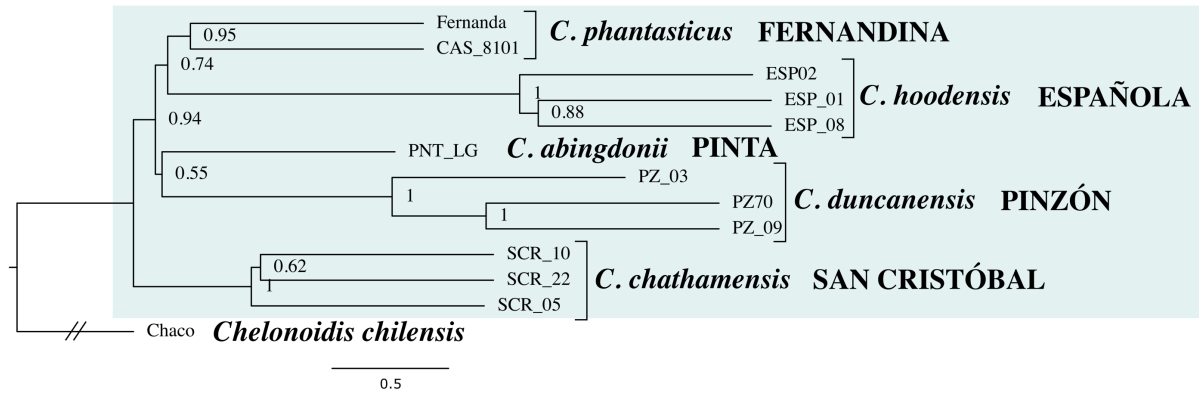 Fernanda
0.95
C. phantasticus FERNANDINA
CAS_8101
0.74
ESP02
1
ESP_01
C. hoodensis ESPAÑOLA
0.88
ESP_08
0.94
PNT_LG
C. abingdonii PINTA
0.55
PZ_03
1
PZ70
C. duncanensis PINZÓN
1
PZ_09
SCR_10
0.62
SCR_22
C. chathamensis SAN CRISTÓBAL
1
SCR_05
Chaco Chelonoidis chilensis
0.5